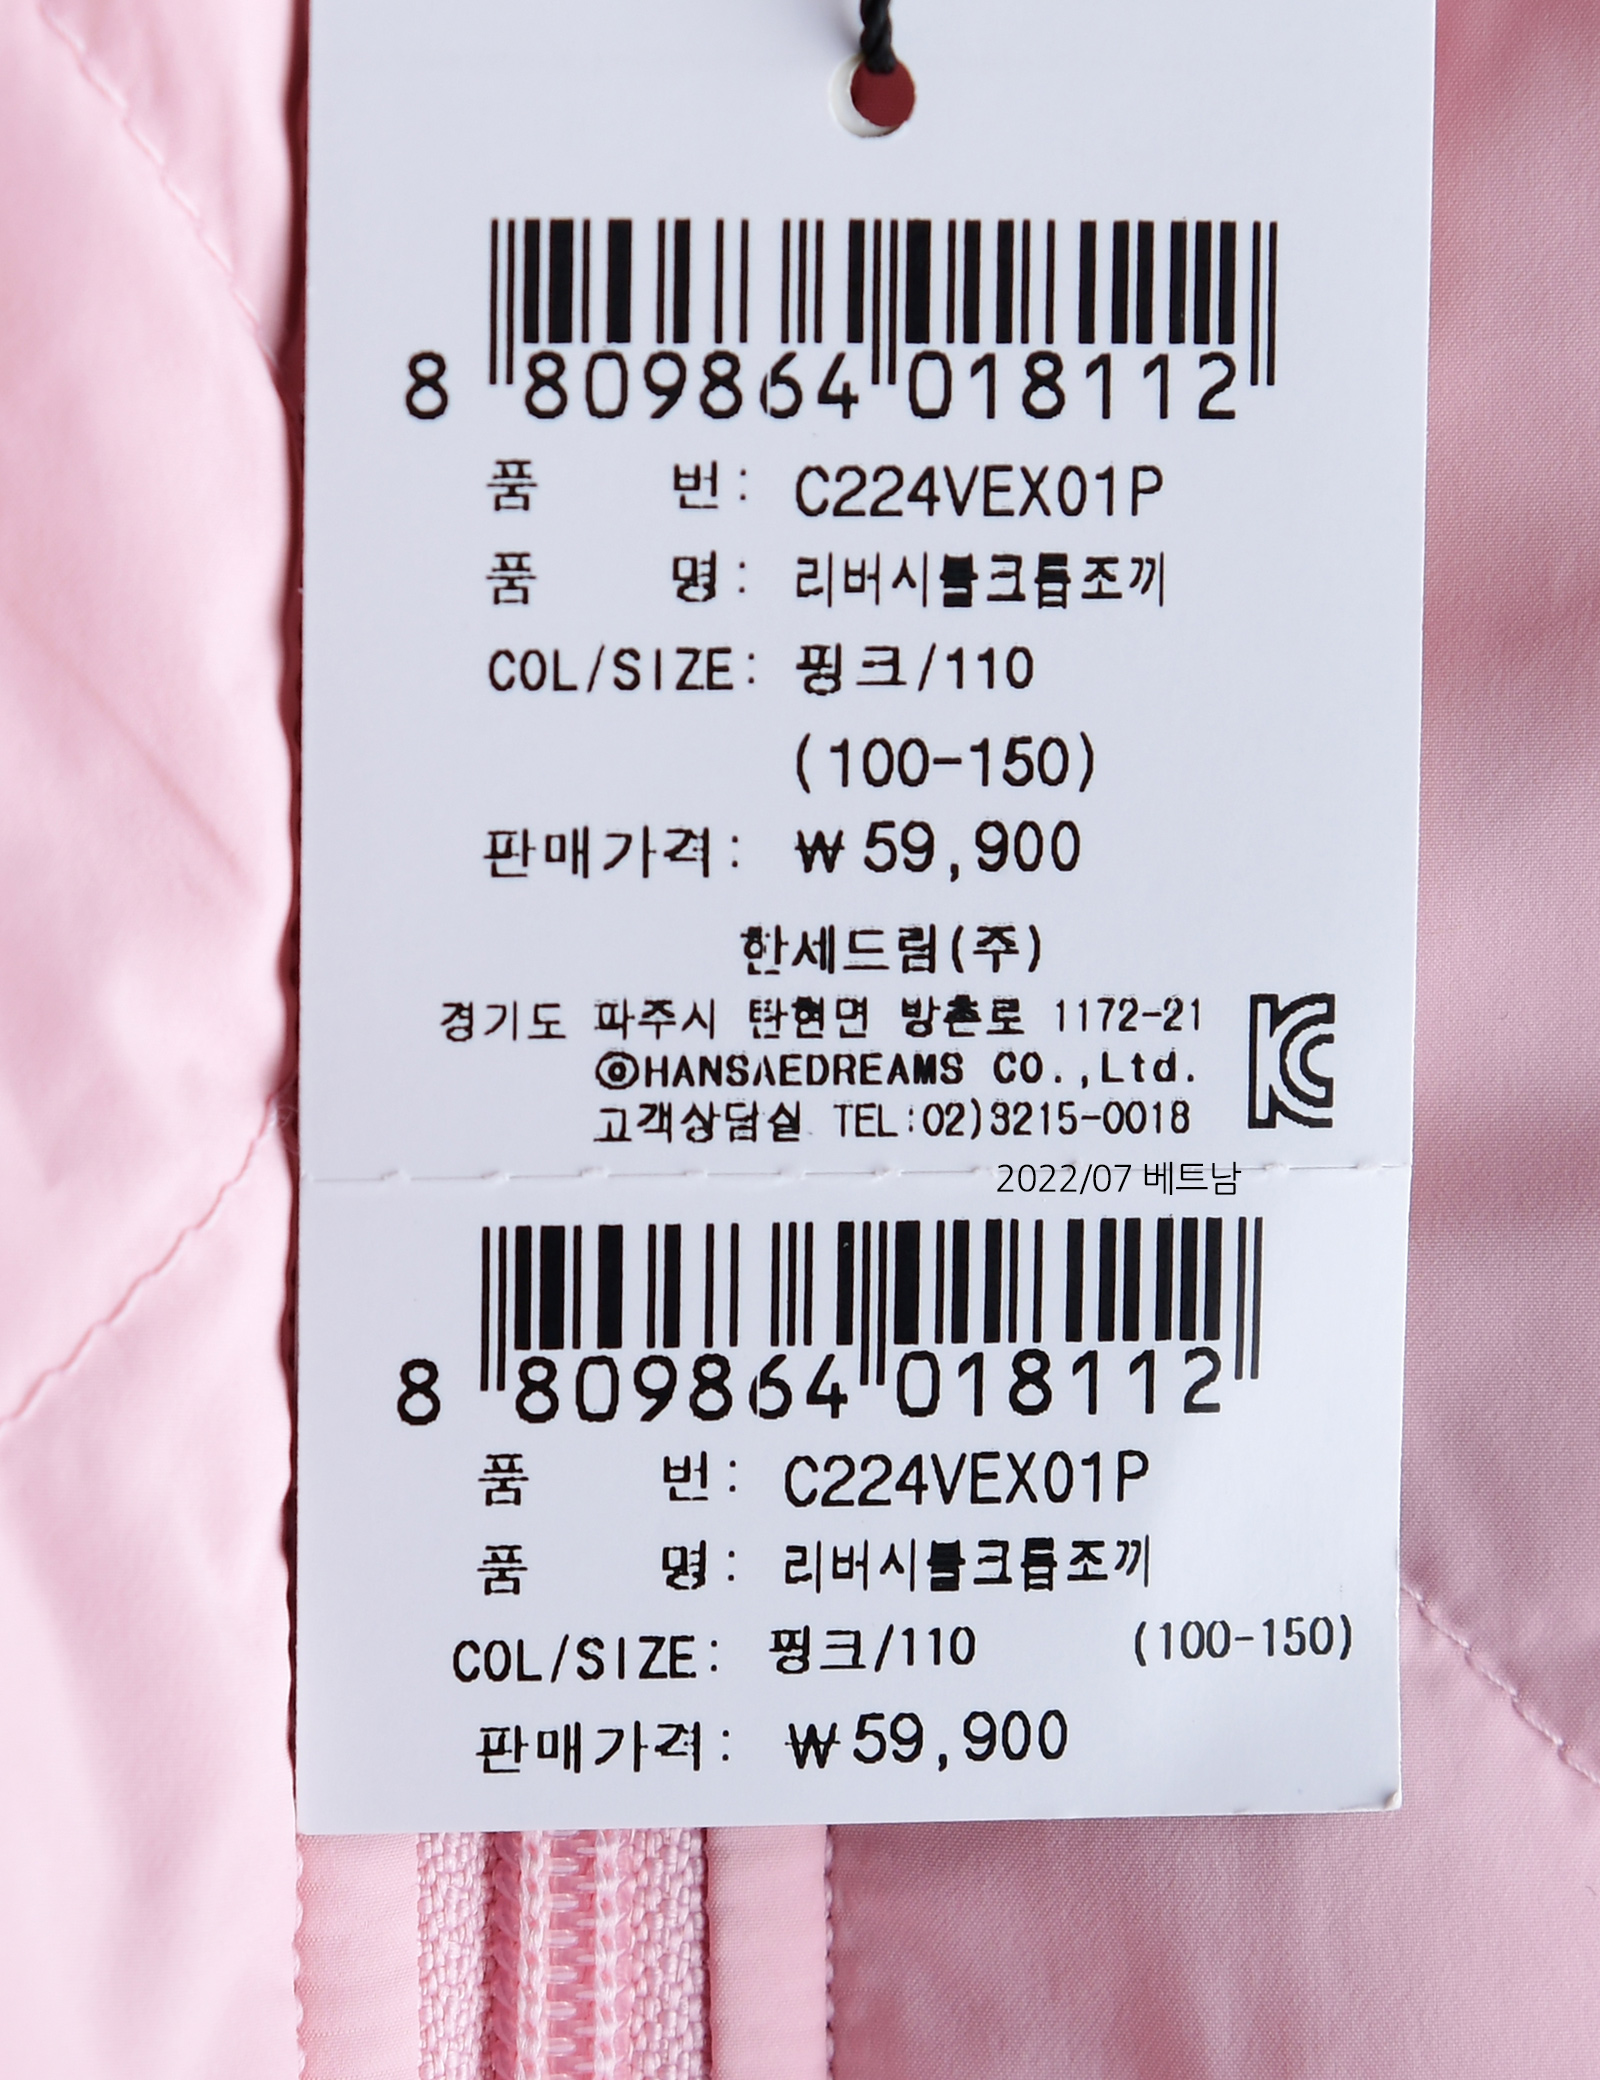 8 809864 018112
품 번: C224VEX01P
품 명: 리버시블크롭조끼
COL/SIZE: 핑크/110
(100-150)
판매가격: ₩59,900
한세드림(주)
경기도 파주시 탄현면 방촌로 1172-21
ⓒHANSAEDREAMS CO.,Ltd.
고객상담실 TEL:02)3215-0018
2022/07 베트남
8 809864 018112
품 번: C224VEX01P
품 명: 리버시블크롭조끼
COL/SIZE: 핑크/110 (100-150)
판매가격: ₩59,900